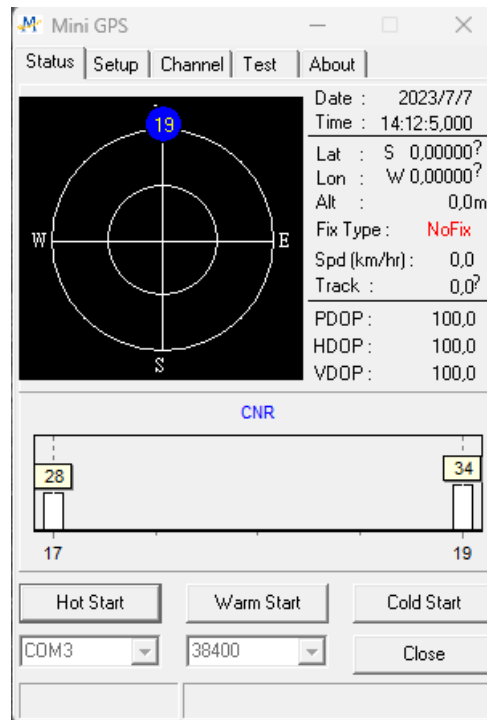 Mini GPS
Status Setup Channel Test About
Date : 2023/7/7
Time : 14:12:5,000
Lat : S 0,00000?
Lon : W 0,00000?
Alt : 0,0m
Fix Type : NoFix
Spd (km/hr) : 0,0
Track : 0,0?
PDOP : 100,0
HDOP : 100,0
VDOP : 100,0
19
W E
S
CNR
28 34
17 19
Hot Start Warm Start Cold Start
COM3 38400 Close